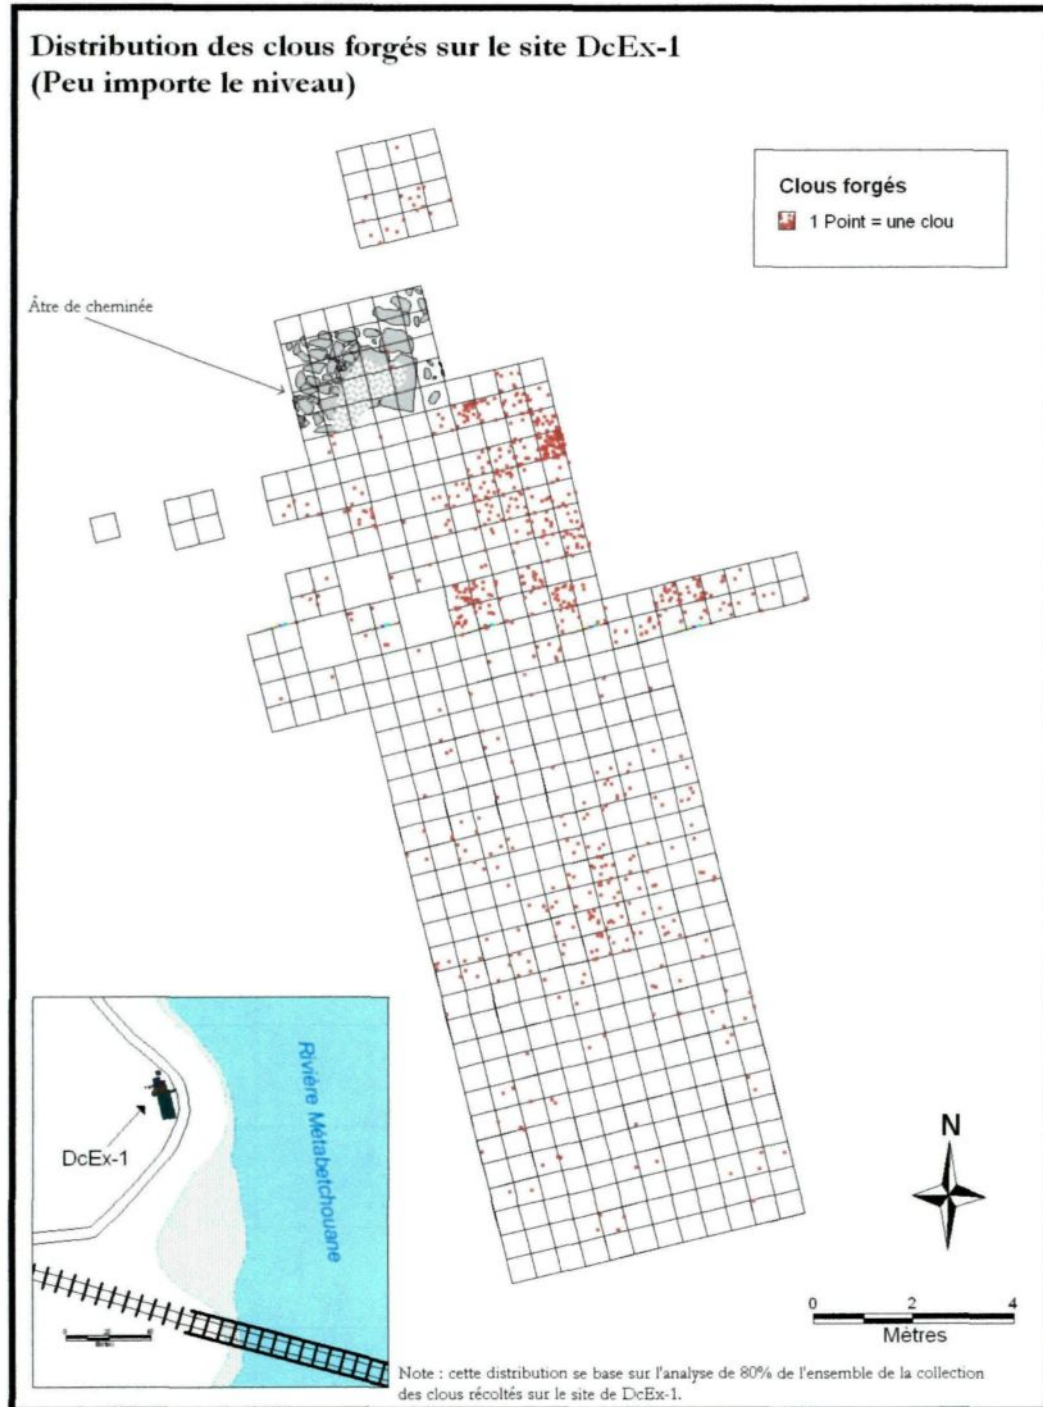 Distribution des clous forgés sur le site DcEx-1
(Peu importe le niveau)
Clous forgés
1 Point = une clou
Âtre de cheminée
Rivière Métabetchouane
DcEx-1
N
0 2 4
Mètres
Note : cette distribution se base sur l'analyse de 80% de l'ensemble de la collection
des clous récoltés sur le site de DcEx-1.